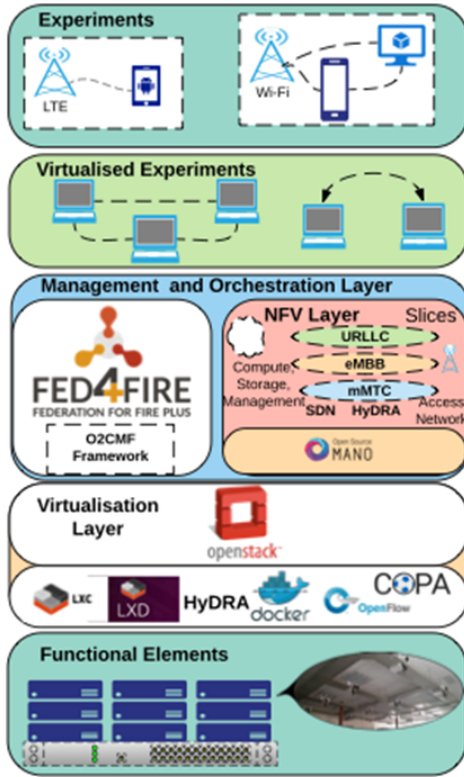 Experiments
LTE
Wi-Fi
Virtualised Experiments
Management and Orchestration Layer
FED4FIRE
FEDERATION FOR FIRE PLUS
O2CMF
Framework
NFV Layer
Slices
URLLC
eMBB
mMTC
Compute,
Storage,
Management
SDN HyDRA
Access
Network
Open Source
MANO
Virtualisation
Layer
openstack
LXC
LXD
HyDRA
docker
OpenFlow
COPA
Functional Elements